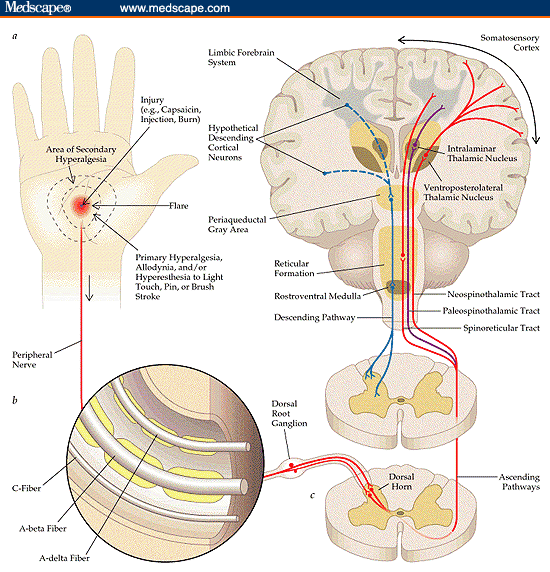 Medscape® www.medscape.com
a
Injury
(e.g., Capsaicin,
Injection, Burn)
Area of Secondary
Hyperalgesia
Flare
Primary Hyperalgesia,
Allodynia, and/or
Hyperesthesia to Light
Touch, Pin, or Brush
Stroke
Peripheral
Nerve
b
C-Fiber
A-beta Fiber
A-delta Fiber
Limbic Forebrain
System
Hypothetical
Descending
Cortical
Neurons
Periaqueductal
Gray Area
Reticular
Formation
Rostroventral Medulla
Descending Pathway
Somatosensory
Cortex
Intralaminar
Thalamic Nucleus
Ventroposterolateral
Thalamic Nucleus
Neospinothalamic Tract
Paleospinothalamic Tract
Spinoreticular Tract
Dorsal
Root
Ganglion
c
Dorsal
Horn
Ascending
Pathways